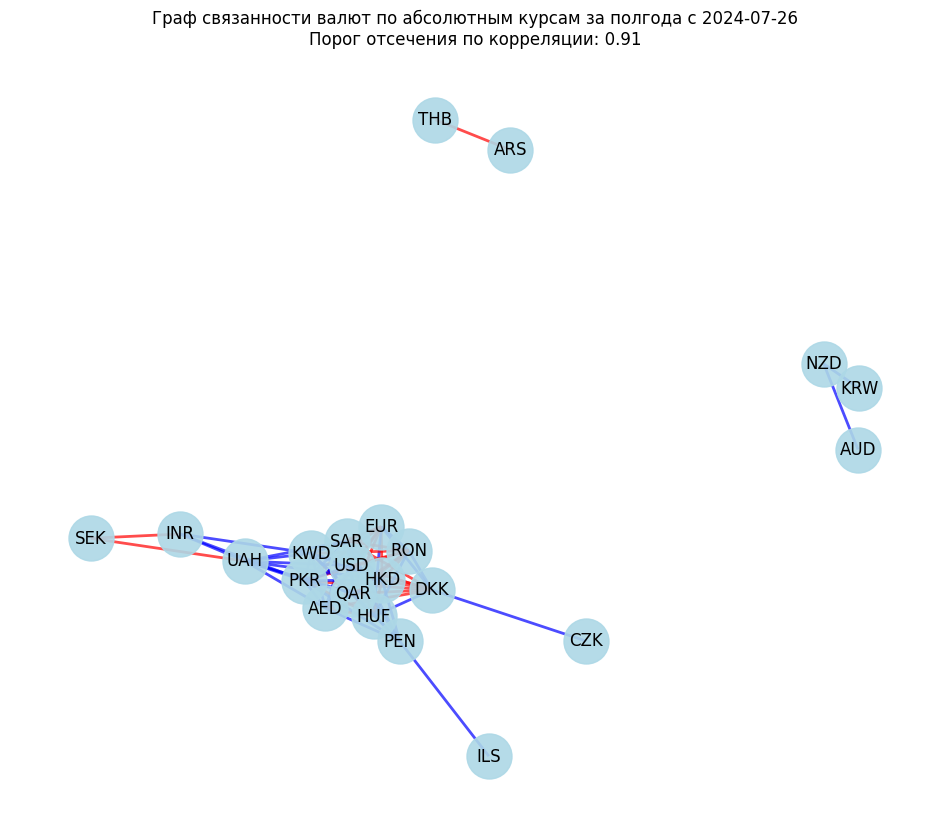 Граф связанности валют по абсолютным курсам за полгода с 2024-07-26
Порог отсечения по корреляции: 0.91
THB
ARS
NZD
KRW
AUD
EUR
SEK
INR
SAR
RON
KWD
UAH
USD
PKR
HKD
DKK
QAR
AED
HUF
PEN
CZK
ILS